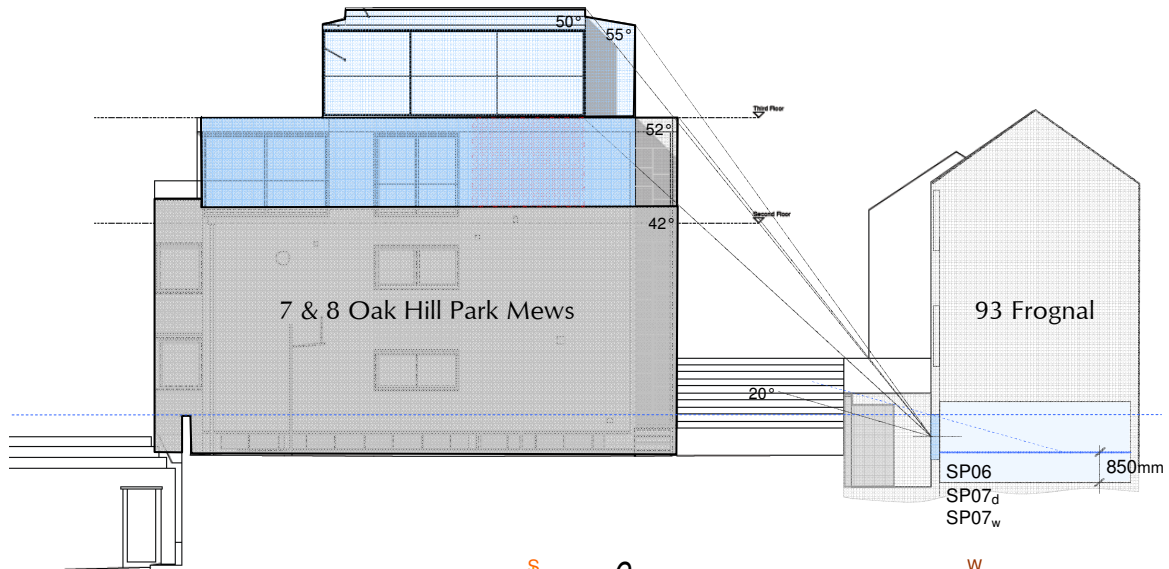 50°
55°
Third Floor
52°
Second Floor
42°
7 & 8 Oak Hill Park Mews
93 Frognal
20°
SP06
850mm
SP07d
SP07w
S
W